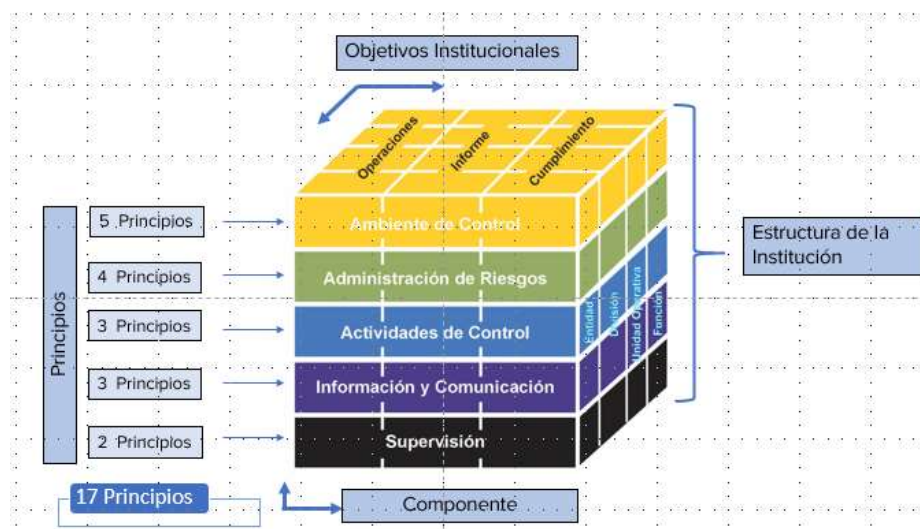 Objetivos Institucionales
Operaciones
Informe
Cumplimiento
Principios
5 Principios
Ambiente de Control
4 Principios
Administración de Riesgos
3 Principios
Actividades de Control
3 Principios
Información y Comunicación
2 Principios
Supervisión
Entidad
División
Unidad Operativa
Función
Estructura de la
Institución
17 Principios
Componente